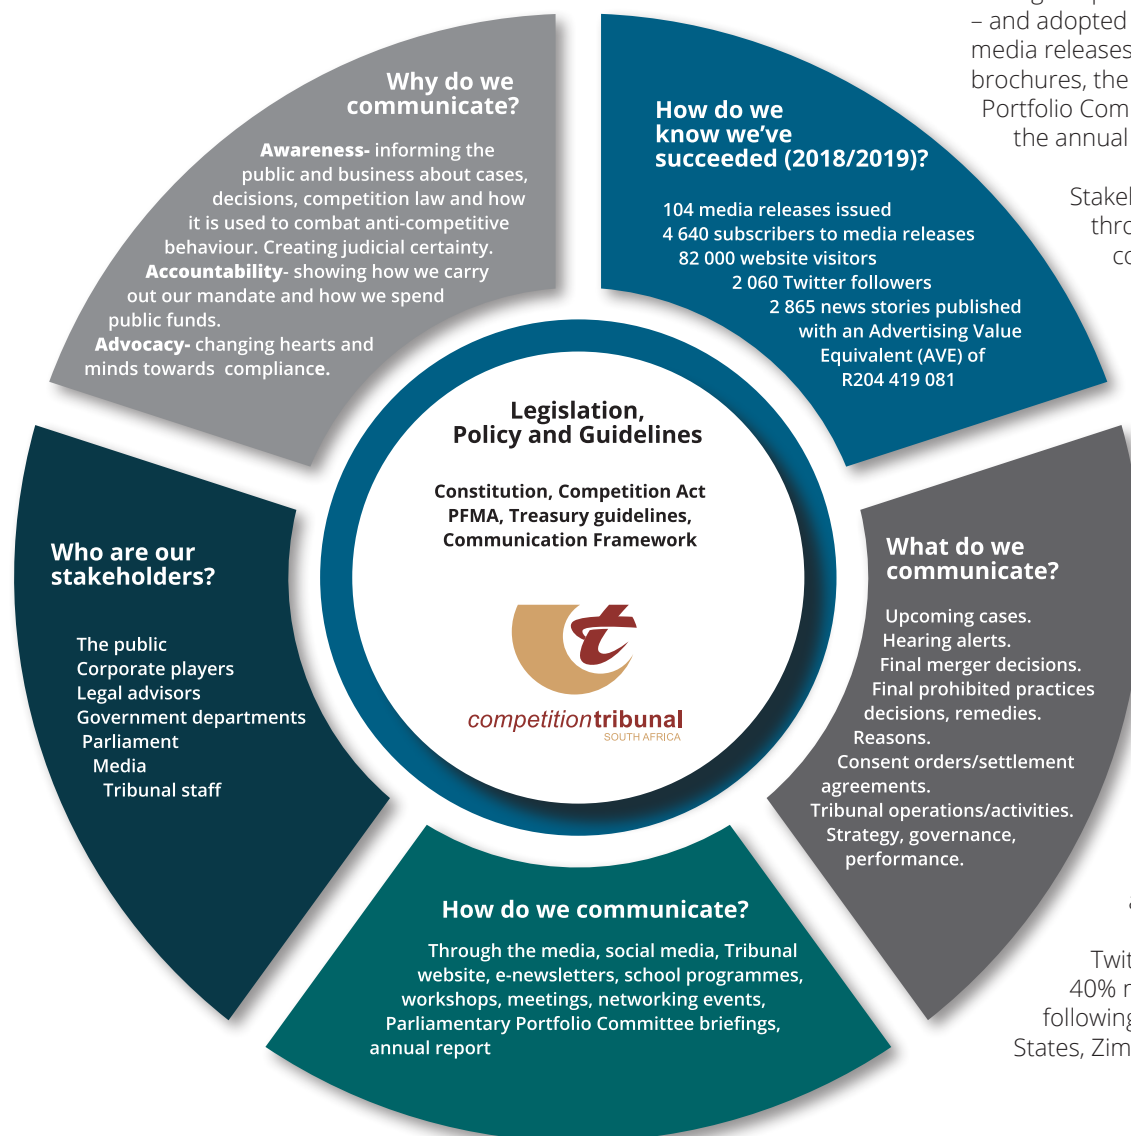 – and adopted
media releases
brochures, the
Portfolio Com
the annual
Stakel
thro
co
Why do we
communicate?
Awareness- informing the
public and business about cases,
decisions, competition law and how
it is used to combat anti-competitive
behaviour. Creating judicial certainty.
Accountability- showing how we carry
out our mandate and how we spend
public funds.
Advocacy- changing hearts and
minds towards compliance.
How do we
know we've
succeeded (2018/2019)?
104 media releases issued
4 640 subscribers to media releases
82 000 website visitors
2 060 Twitter followers
2 865 news stories published
with an Advertising Value
Equivalent (AVE) of
R204 419 081
Legislation,
Policy and Guidelines
Constitution, Competition Act
PFMA, Treasury guidelines,
Communication Framework
competitiontribunal
SOUTH AFRICA
Who are our
stakeholders?
The public
Corporate players
Legal advisors
Government departments
Parliament
Media
Tribunal staff
What do we
communicate?
Upcoming cases.
Hearing alerts.
Final merger decisions.
Final prohibited practices
decisions, remedies.
Reasons.
Consent orders/settlement
agreements.
Tribunal operations/activities.
Strategy, governance,
performance.
How do we communicate?
Through the media, social media, Tribunal
website, e-newsletters, school programmes,
workshops, meetings, networking events,
Parliamentary Portfolio Committee briefings,
annual report
Twit
40% r
following
States, Zim